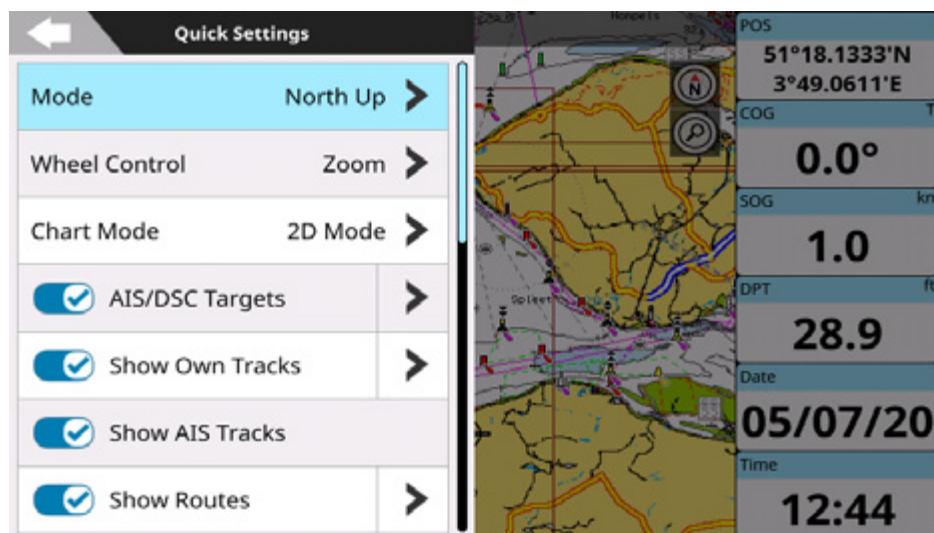 Quick Settings
Mode North Up
Wheel Control Zoom
Chart Mode 2D Mode
AIS/DSC Targets
Show Own Tracks
Show AIS Tracks
Show Routes
N
POS
51°18.1333'N
3°49.0611'E
COG T
0.0°
SOG kn
1.0
DPT ft
28.9
Date
05/07/20
Time
12:44